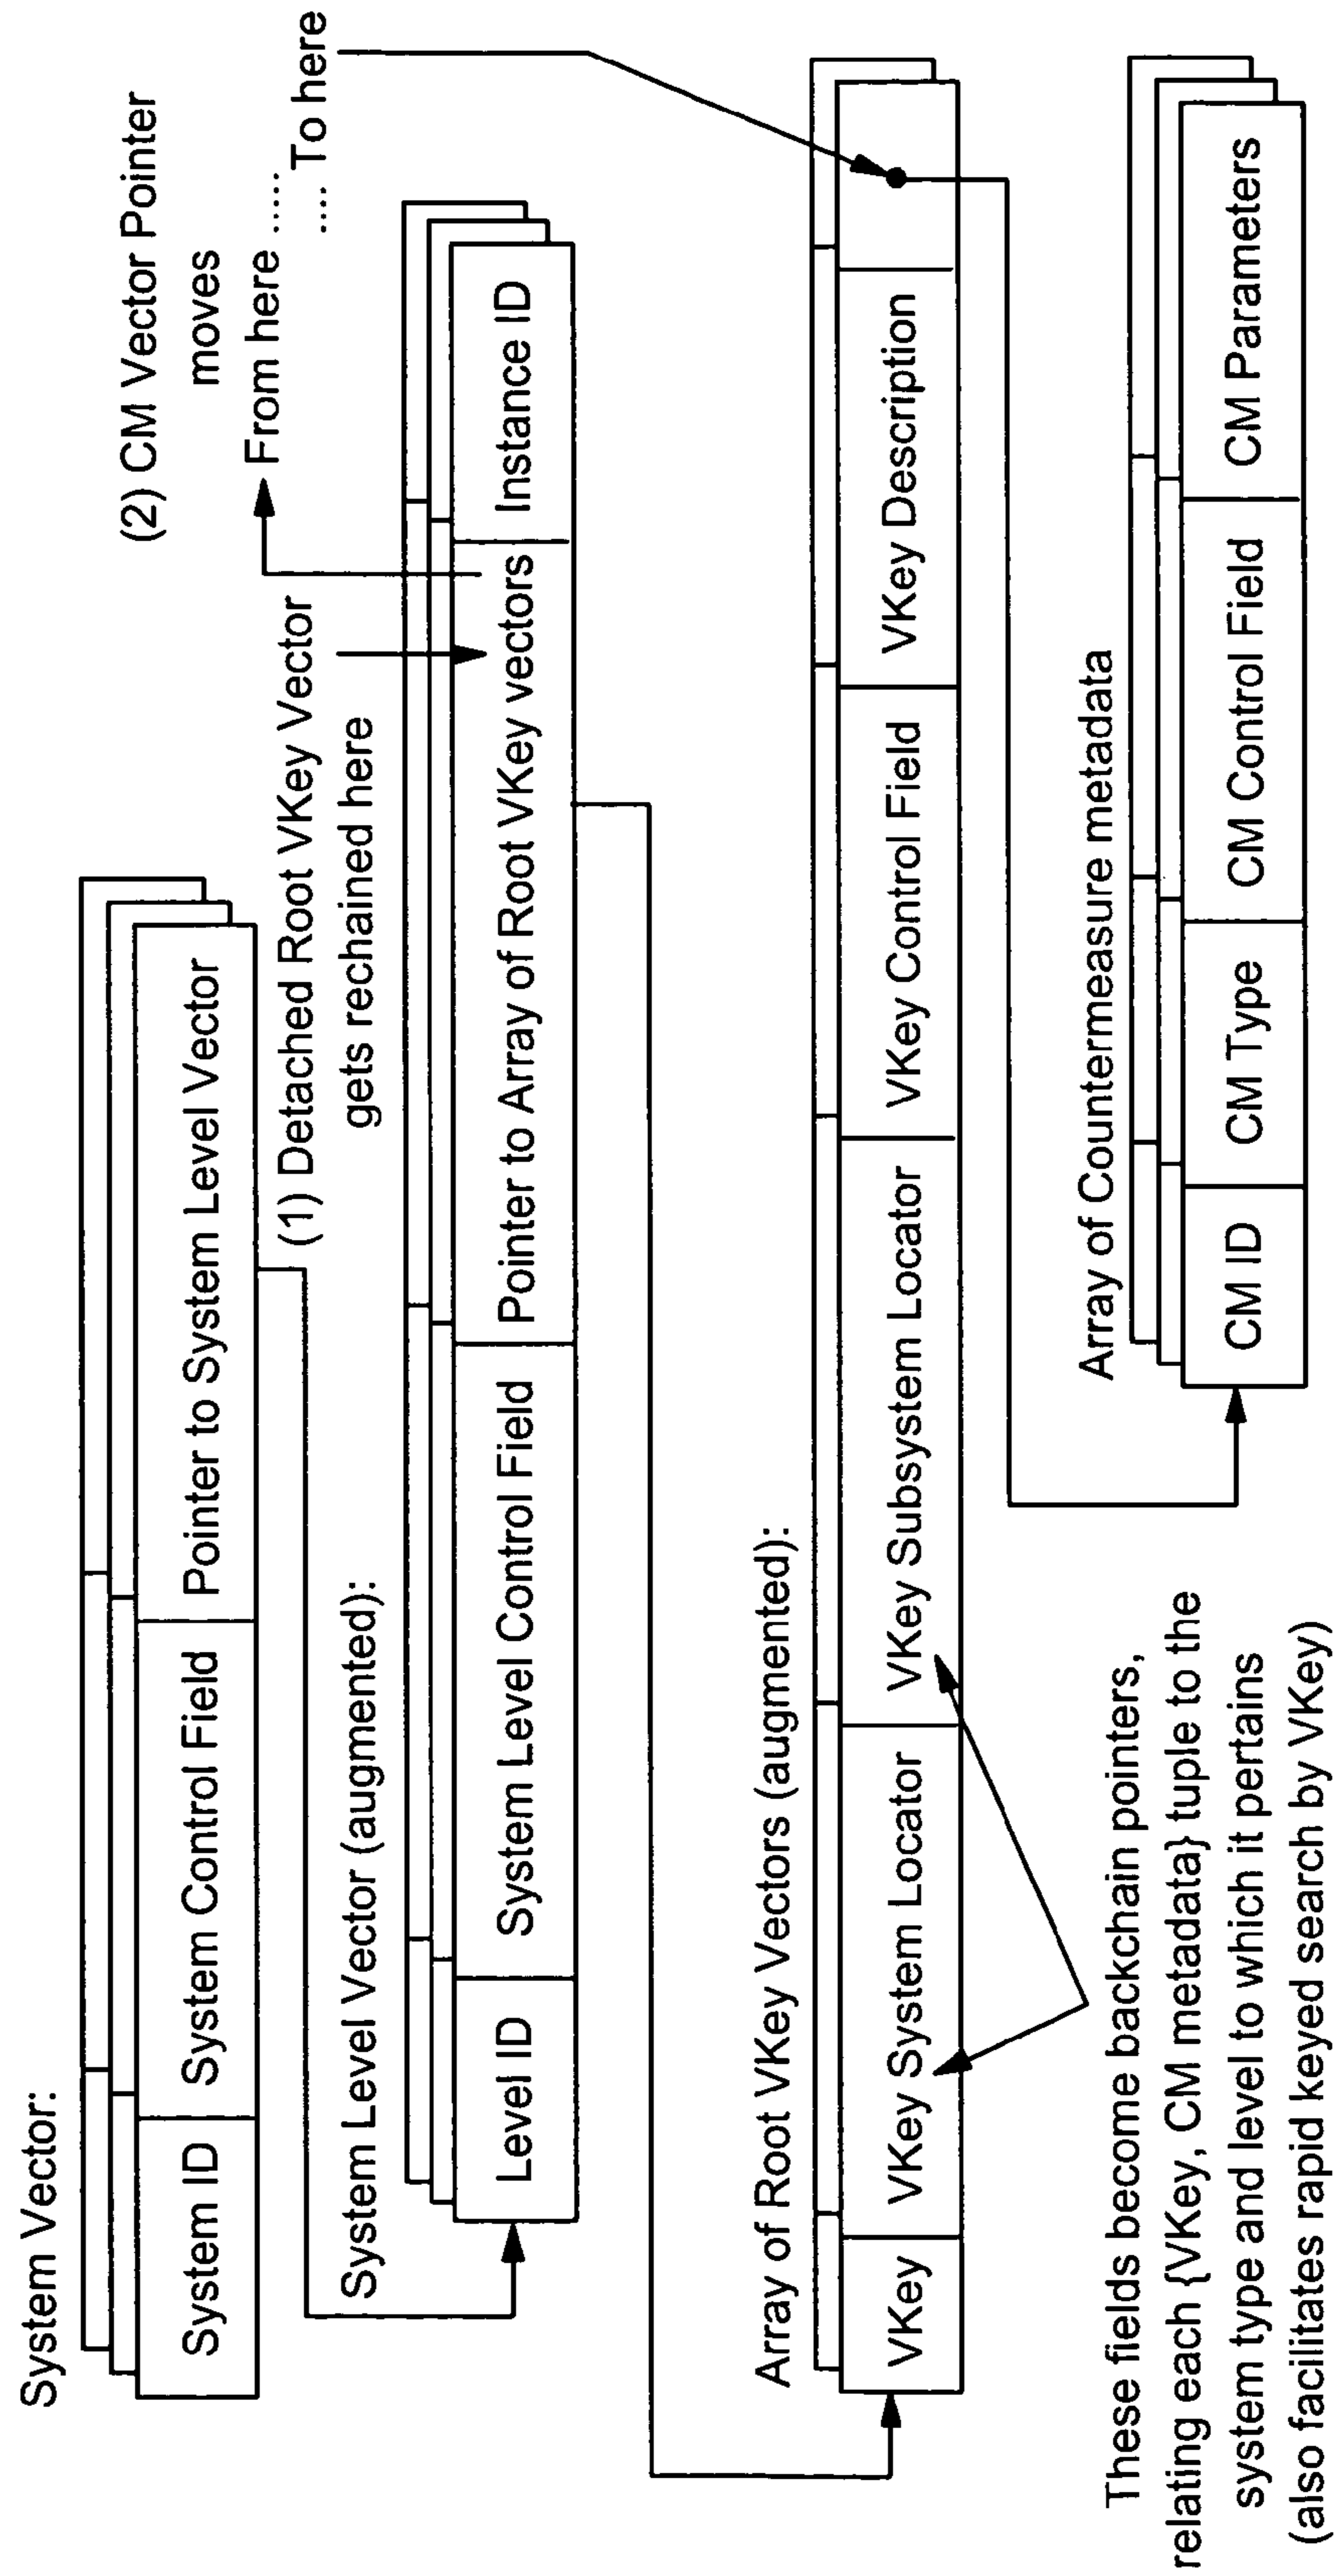 System Vector:
System ID
System Control Field
Pointer to System Level Vector
(2) CM Vector Pointer
moves
From here .....
.... To here
(1) Detached Root VKey Vector
gets rechained here
System Level Vector (augmented):
Level ID
System Level Control Field
Pointer to Array of Root VKey vectors
Instance ID
Array of Root VKey Vectors (augmented):
VKey
VKey System Locator
VKey Subsystem Locator
VKey Control Field
VKey Description
Array of Countermeasure metadata
CM ID
CM Type
CM Control Field
CM Parameters
These fields become backchain pointers,
relating each {VKey, CM metadata} tuple to the
system type and level to which it pertains
(also facilitates rapid keyed search by VKey)